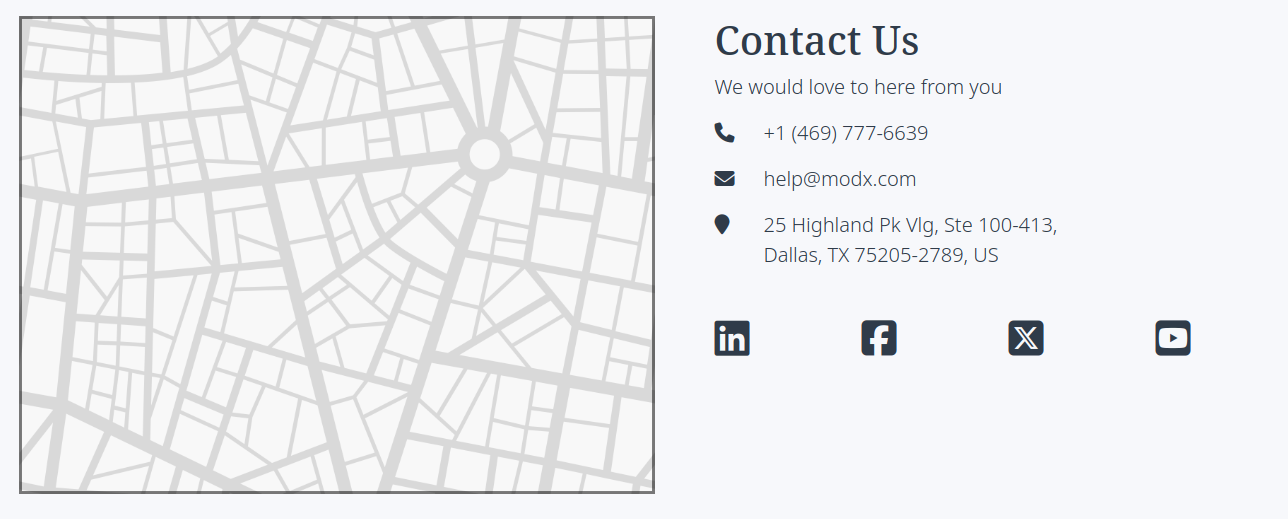 Contact Us
We would love to here from you
+1 (469) 777-6639
help@modx.com
25 Highland Pk Vlg, Ste 100-413,
Dallas, TX 75205-2789, US
in
f
X